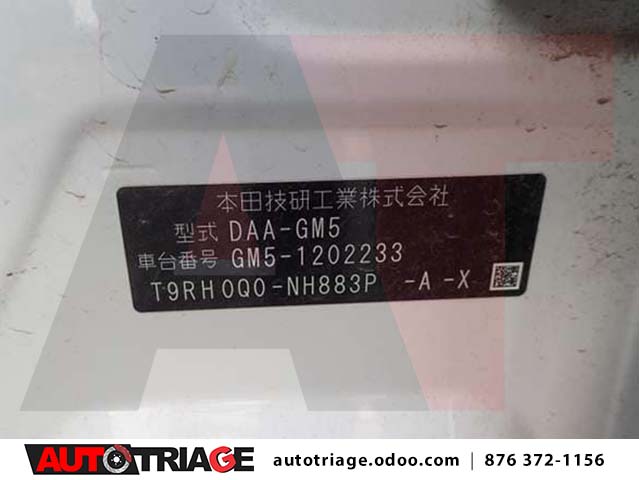 本田技研工業株式会社
型式 DAA-GM5
車台番号 GM5-1202233
T9RH0Q0-NH883P -A -X
AUTOTRIAGE autotriage.odoo.com | 876 372-1156